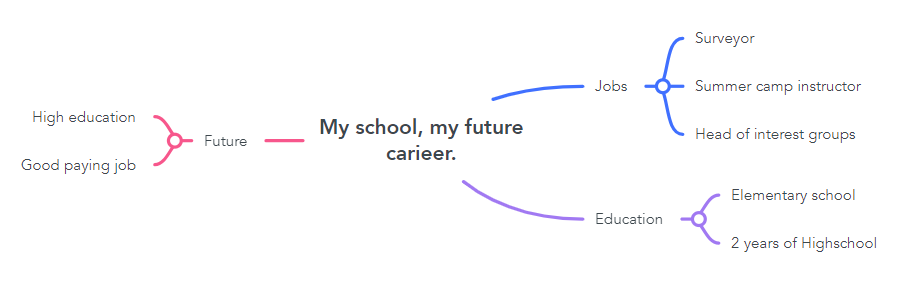 My school, my future
carieer.
Jobs
Surveyor
Summer camp instructor
Head of interest groups
Education
Elementary school
2 years of Highschool
Future
High education
Good paying job